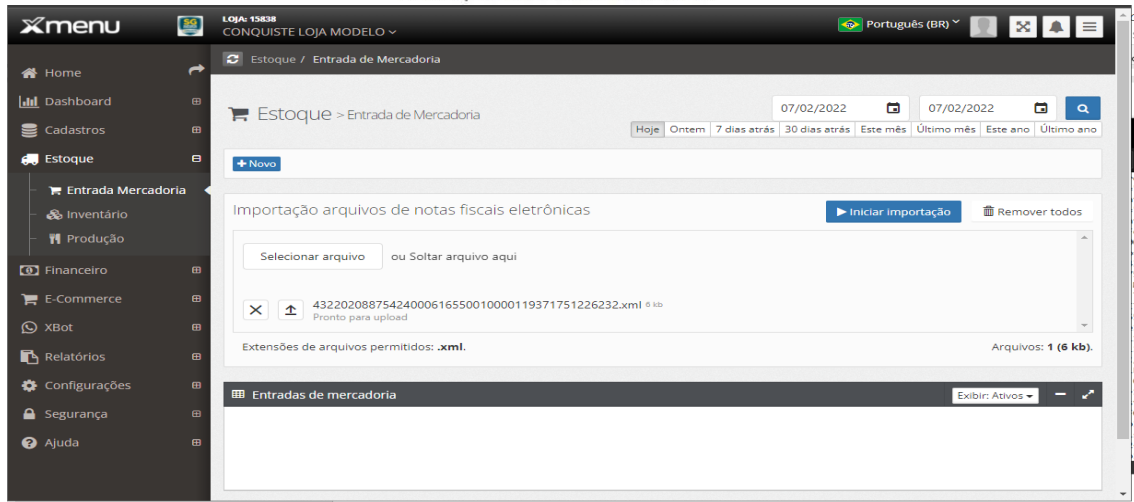 Xmenu
SG
LOJA: 15838
CONQUISTE LOJA MODELO
Português (BR)
Home
Dashboard
Cadastros
Estoque
Entrada Mercadoria
Inventário
Produção
Financeiro
E-Commerce
XBot
Relatórios
Configurações
Segurança
Ajuda
Estoque / Entrada de Mercadoria
Estoque > Entrada de Mercadoria
07/02/2022 07/02/2022
Hoje Ontem 7 dias atrás 30 dias atrás Este mês Último mês Este ano Último ano
+ Novo
Importação arquivos de notas fiscais eletrônicas
Iniciar importação Remover todos
Selecionar arquivo ou Soltar arquivo aqui
43220208875424000616550010000119371751226232.xml 6 kb
Pronto para upload
Extensões de arquivos permitidos: .xml. Arquivos: 1 (6 kb).
Entradas de mercadoria Exibir: Ativos